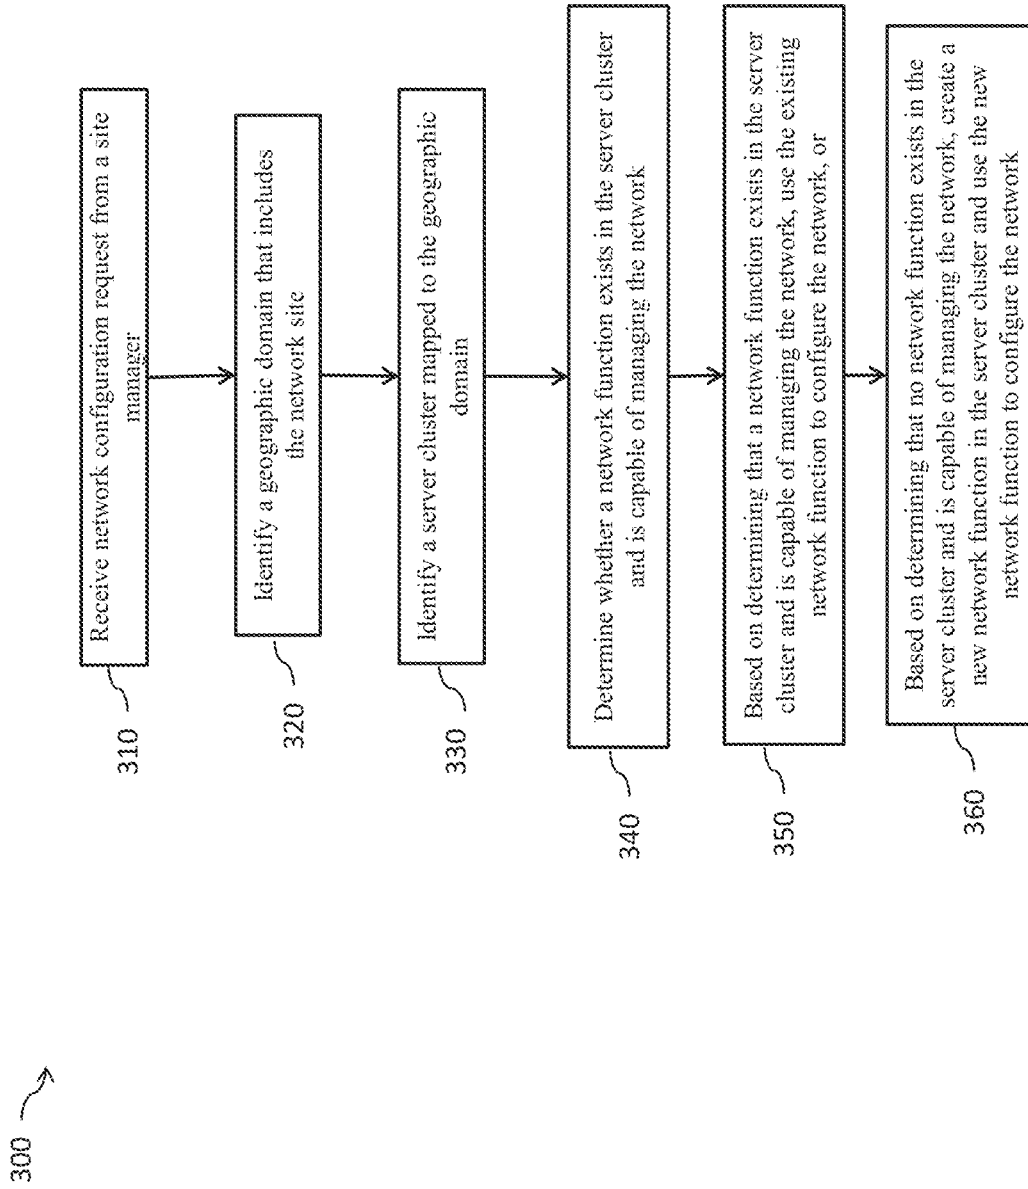 300
310
Receive network configuration request from a site
manager
320
Identify a geographic domain that includes
the network site
330
Identify a server cluster mapped to the geographic
domain
340
Determine whether a network function exists in the server cluster
and is capable of managing the network
350
Based on determining that a network function exisis in the server
cluster and is capable of managing the network, use the existing
network function to configure the network, or
360
Based on determining that no network function exists in the
server cluster and is capable of managing the network, create a
new network function in the server cluster and use the new
network function to configure the network